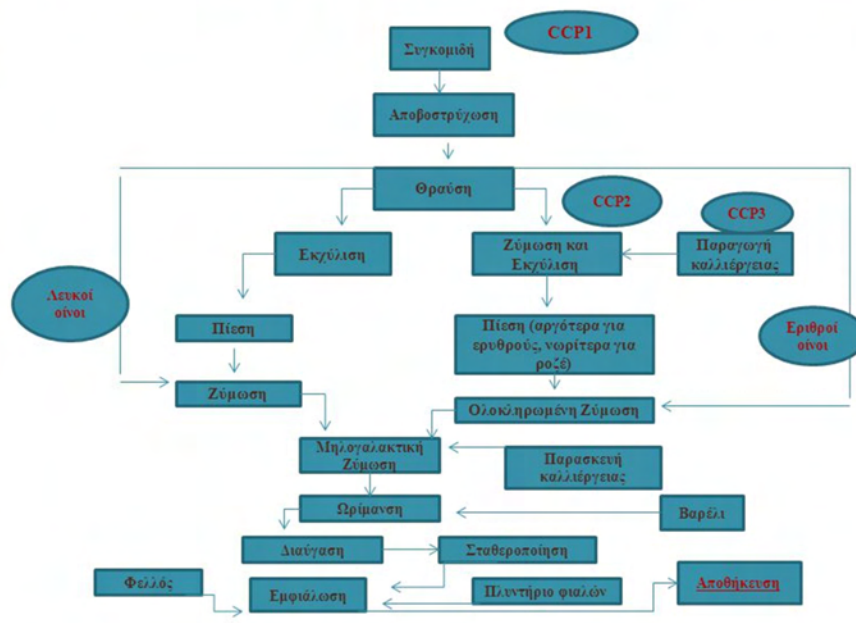 CCP1
Συγκομιδή
Αποβοστρύχωση
Θραύση
CCP2
CCP3
Εκχύλιση
Ζύμωση και
Εκχύλιση
Παραγωγή
καλλιέργειας
Λευκοί
οίνοι
Πίεση
Πίεση (αργότερα για
ερυθρούς, νωρίτερα για
ροζέ)
Εριθροί
οίνοι
Ζύμωση
Ολοκληρωμένη Ζύμωση
Μηλογαλακτική
Ζύμωση
Παρασκευή
καλλιέργειας
Ωρίμανση
Βαρέλι
Διαύγαση
Σταθεροποίηση
Φελλός
Εμφιάλωση
Πλυντήριο φιαλών
Αποθήκευση